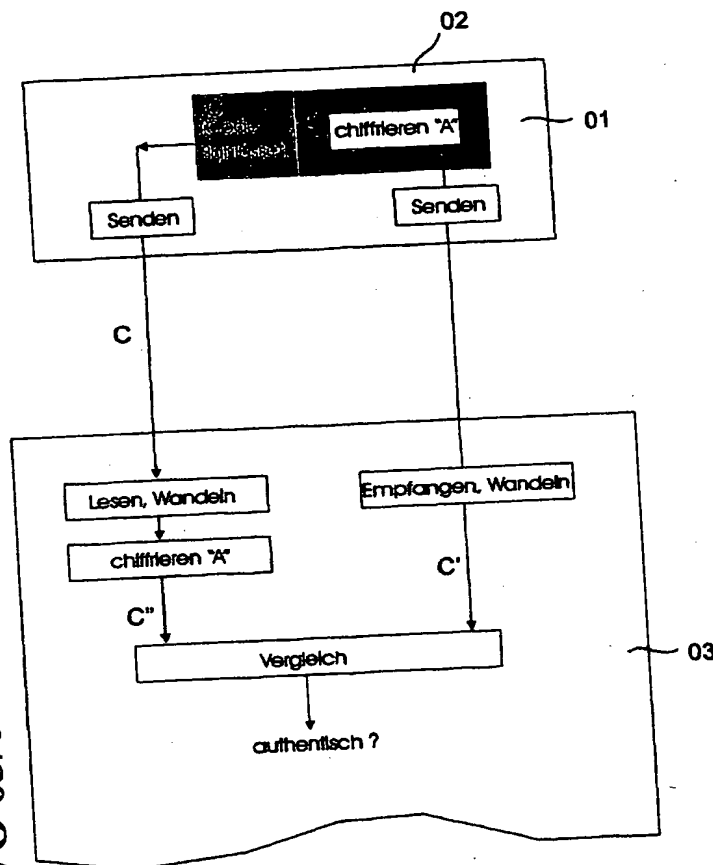 02
01
chiffrieren "A"
Senden
Senden
C
Lesen, Wandeln
Empfangen, Wandeln
chiffrieren "A"
C'
C"
Vergleich
03
authentisch ?